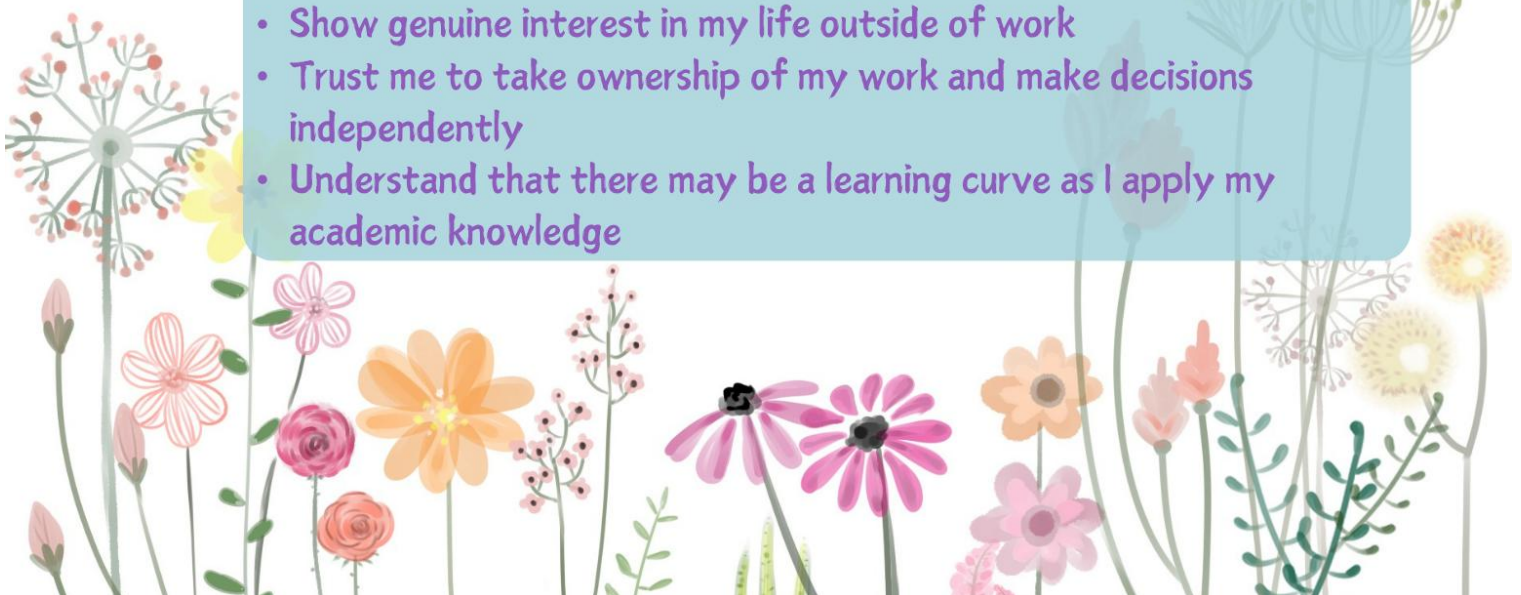 • Show genuine interest in my life outside of work
• Trust me to take ownership of my work and make decisions
independently
• Understand that there may be a learning curve as I apply my
academic knowledge